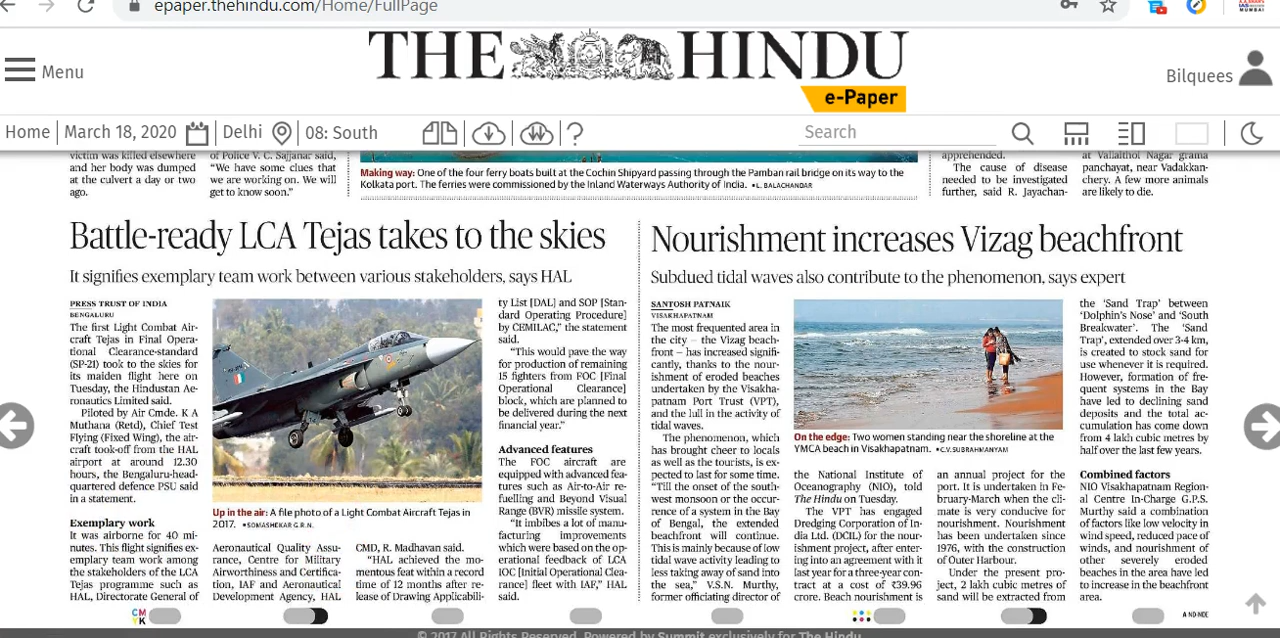 epaper.thehindu.com/Home/FullPage
Menu
THE HINDU
e-Paper
Bilquees
Home
March 18, 2020
Delhi
08: South
?
Search
victim was killed elsewhere
and her body was dumped
at the culvert a day or two
ago.
of Police V. C. Sajjanar said,
“We have some clues that
we are working on. We will
get to know soon.”
Making way: One of the four ferry boats built at the Cochin Shipyard passing through the Pamban rail bridge on its way to the
Kolkata port. The ferries were commissioned by the Inland Waterways Authority of India. •L. BALACHANDAR
apprehended.
The cause of disease
needed to be investigated
further, said R. Jayachan-
at Vallathol Nagar grama
panchayat, near Vadakkan-
chery. A few more animals
are likely to die.
Battle-ready LCA Tejas takes to the skies
It signifies exemplary team work between various stakeholders, says HAL
PRESS TRUST OF INDIA
BENGALURU
The first Light Combat Air-
craft Tejas in Final Opera-
tional Clearance-standard
(SP-21) took to the skies for
its maiden flight here on
Tuesday, the Hindustan Ae-
ronautics Limited said.
Piloted by Air Cmde. K A
Muthana (Retd), Chief Test
Flying (Fixed Wing), the air-
craft took-off from the HAL
airport at around 12.30
hours, the Bengaluru-head-
quartered defence PSU said
in a statement.
Exemplary work
It was airborne for 40 mi-
nutes. This flight signifies ex-
emplary team work among
the stakeholders of the LCA
Tejas programme such as
HAL, Directorate General of
Up in the air: A file photo of a Light Combat Aircraft Tejas in
2017. •SOMASHEKAR G.R.N.
Aeronautical Quality Assu-
rance, Centre for Military
Airworthiness and Certifica-
tion, IAF and Aeronautical
Development Agency, HAL
CMD, R. Madhavan said.
“HAL achieved the mo-
mentous feat within a record
time of 12 months after re-
lease of Drawing Applicabili-
ty List [DAL] and SOP [Stan-
dard Operating Procedure]
by CEMILAC,” the statement
said.
“This would pave the way
for production of remaining
15 fighters from FOC [Final
Operational Clearance]
block, which are planned to
be delivered during the next
financial year.”
Advanced features
The FOC aircraft are
equipped with advanced fea-
tures such as Air-to-Air re-
fuelling and Beyond Visual
Range (BVR) missile system.
“It imbibes a lot of manu-
facturing improvements
which were based on the op-
erational feedback of LCA
IOC [Initial Operational Clea-
rance] fleet with IAF,” HAL
said.
Nourishment increases Vizag beachfront
Subdued tidal waves also contribute to the phenomenon, says expert
SANTOSH PATNAIK
VISAKHAPATNAM
The most frequented area in
the city – the Vizag beach-
front – has increased signifi-
cantly, thanks to the nour-
ishment of eroded beaches
undertaken by the Visakha-
patnam Port Trust (VPT),
and the lull in the activity of
tidal waves.
The phenomenon, which
has brought cheer to locals
as well as the tourists, is ex-
pected to last for some time.
“Till the onset of the south-
west monsoon or the occur-
rence of a system in the Bay
of Bengal, the extended
beachfront will continue.
This is mainly because of low
tidal wave activity leading to
less taking away of sand into
the sea,” V.S.N. Murthy,
former officiating director of
On the edge: Two women standing near the shoreline at the
YMCA beach in Visakhapatnam. •C.V.SUBRAHMANYAM
the National Institute of
Oceanography (NIO), told
The Hindu on Tuesday.
The VPT has engaged
Dredging Corporation of In-
dia Ltd. (DCIL) for the nour-
ishment project, after enter-
ing into an agreement with it
last year for a three-year con-
tract at a cost of ₹39.96
crore. Beach nourishment is
an annual project for the
port. It is undertaken in Fe-
bruary-March when the cli-
mate is very conducive for
nourishment. Nourishment
has been undertaken since
1976, with the construction
of Outer Harbour.
Under the present pro-
ject, 2 lakh cubic metres of
sand will be extracted from
the ‘Sand Trap’ between
‘Dolphin’s Nose’ and ‘South
Breakwater’. The ‘Sand
Trap’, extended over 3-4 km,
is created to stock sand for
use whenever it is required.
However, formation of fre-
quent systems in the Bay
have led to declining sand
deposits and the total ac-
cumulation has come down
from 4 lakh cubic metres by
half over the last few years.
Combined factors
NIO Visakhapatnam Region-
al Centre In-Charge G.P.S.
Murthy said a combination
of factors like low velocity in
wind speed, reduced pace of
winds, and nourishment of
other severely eroded
beaches in the area have led
to increase in the beachfront
area.
CM
YK
A ND-NDE
© 2017 All Rights Reserved. Powered by Summit exclusively for The Hindu